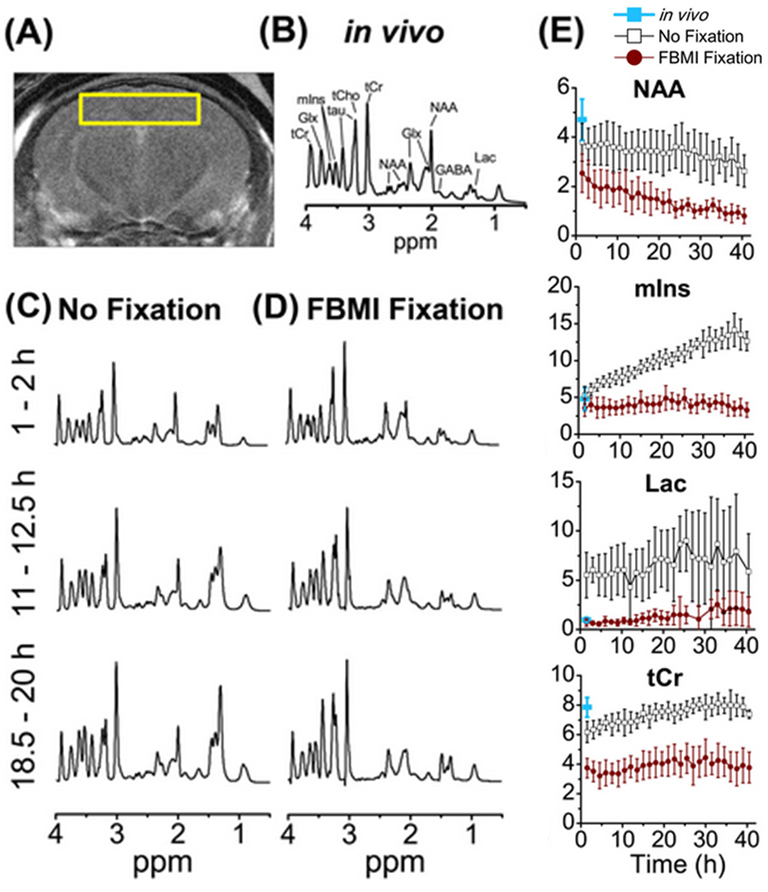 (A)
(B) in vivo
mIns
Glx
tCr
tau
tCho
tCr
NAA
Glx
NAA
GABA
Lac
4 3 2 1
ppm
(C) No Fixation
(D) FBMI Fixation
1 - 2 h
11 - 12.5 h
18.5 - 20 h
4 3 2 1
ppm
4 3 2 1
ppm
(E)
in vivo
No Fixation
FBMI Fixation
NAA
6
4
2
0
0 10 20 30 40
mIns
20
15
10
5
0
0 10 20 30 40
Lac
15
10
5
0
0 10 20 30 40
tCr
10
8
6
4
2
0
0 10 20 30 40
Time (h)